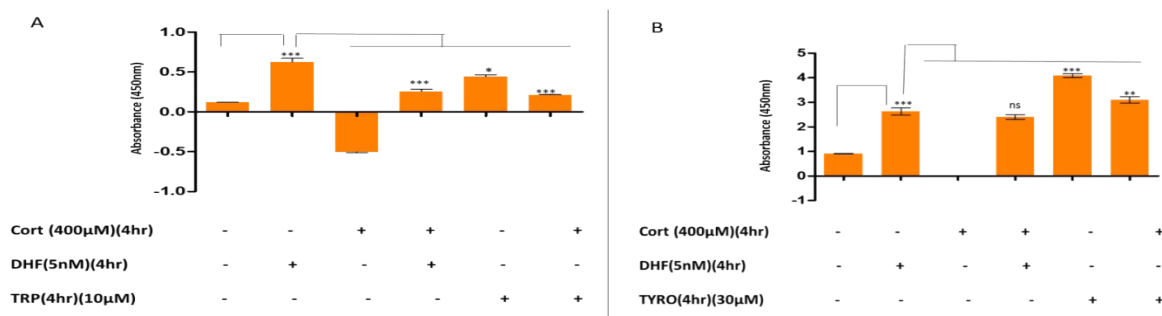 A
1.0
0.5
0.0
-0.5
-1.0
Absorbance (450nm)
***
***
*
***
Cort (400µM)(4hr) - - + + - +
DHF(5nM)(4hr) - + - + - -
TRP(4hr)(10µM) - - - - + +
B
5
4
3
2
1
0
-1
Absorbance (450nm)
***
ns
***
**
Cort (400µM)(4hr) - - + + - +
DHF(5nM)(4hr) - + - + - -
TYRO(4hr)(30µM) - - - - + +